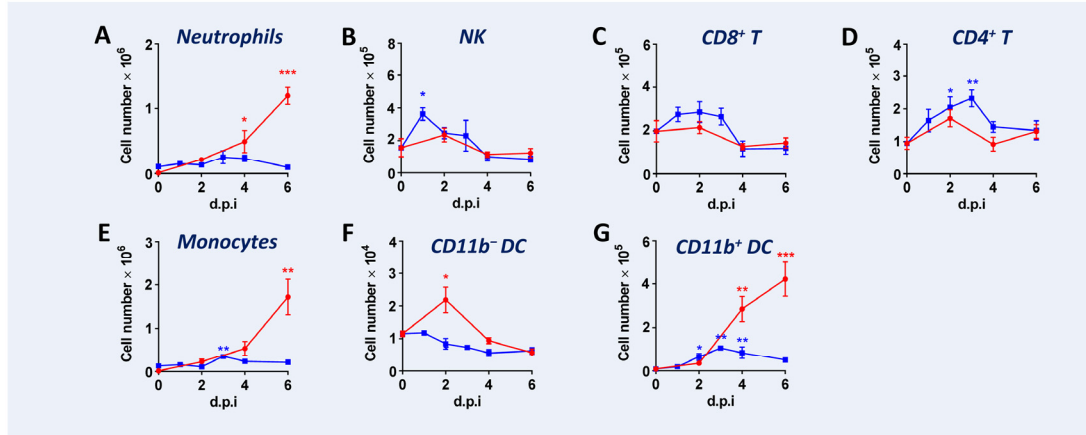 A
Neutrophils
Cell number × 10⁶
2
1
0
*
***
0 2 4 6
d.p.i
B
NK
Cell number × 10⁵
8
6
4
2
0
*
0 2 4 6
d.p.i
C
CD8⁺ T
Cell number × 10⁵
6
4
2
0
0 2 4 6
d.p.i
D
CD4⁺ T
Cell number × 10⁵
4
3
2
1
0
* **
0 2 4 6
d.p.i
E
Monocytes
Cell number × 10⁶
3
2
1
0
**
**
0 2 4 6
d.p.i
F
CD11b⁻ DC
Cell number × 10⁴
4
3
2
1
0
*
0 2 4 6
d.p.i
G
CD11b⁺ DC
Cell number × 10⁵
6
4
2
0
***
**
* ** **
0 2 4 6
d.p.i